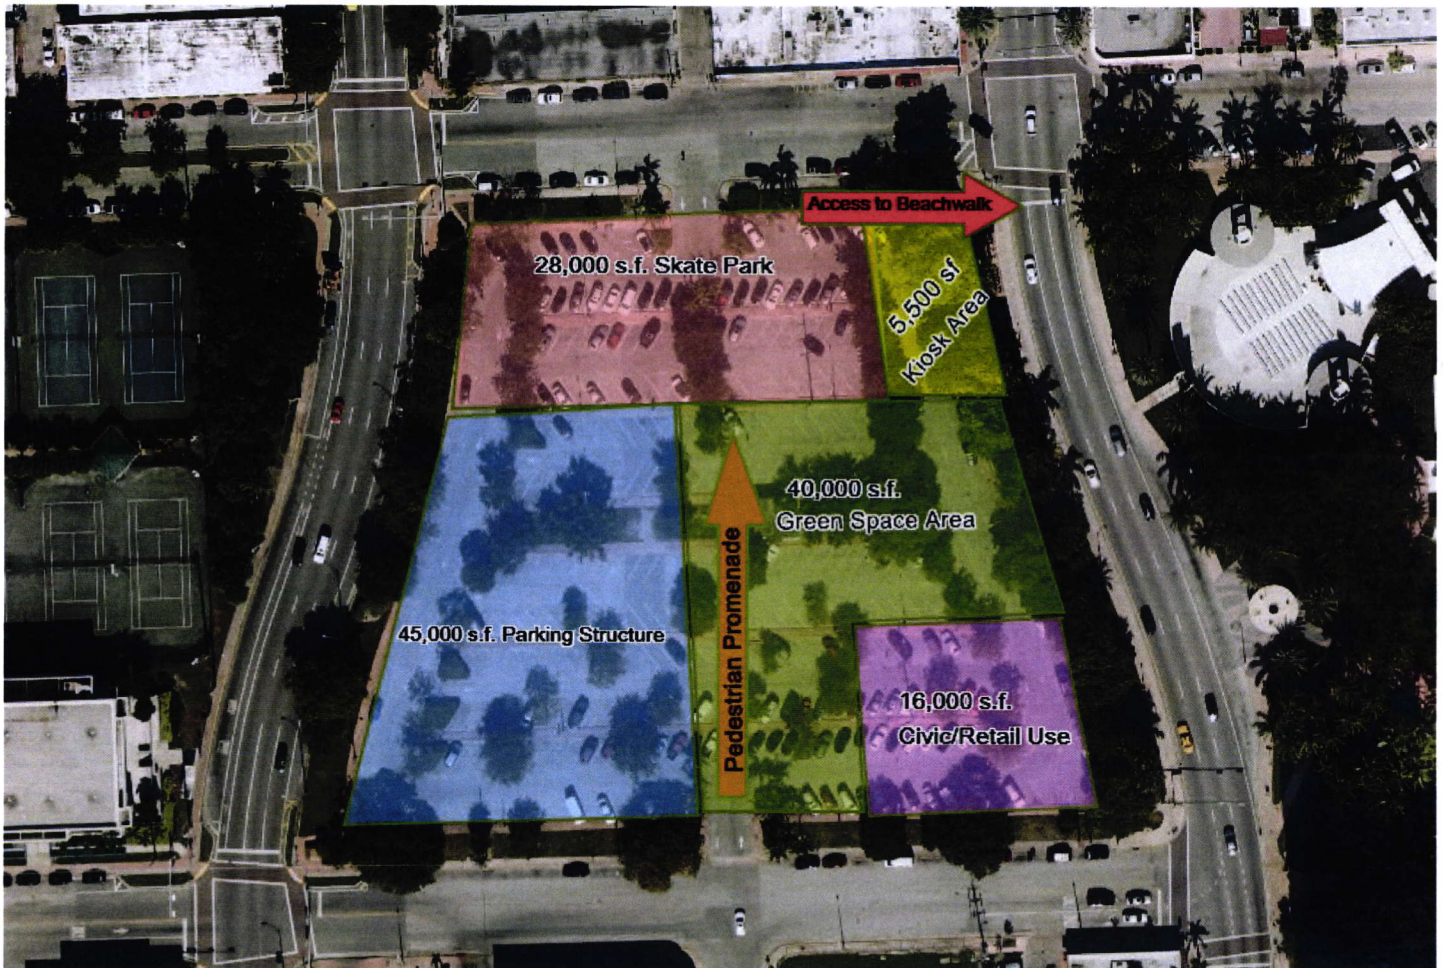 Access to Beachwalk
28,000 s.f. Skate Park
5,500 sf
Kiosk Area
40,000 s.f.
Green Space Area
Pedestrian Promenade
45,000 s.f. Parking Structure
16,000 s.f.
Civic/Retail Use